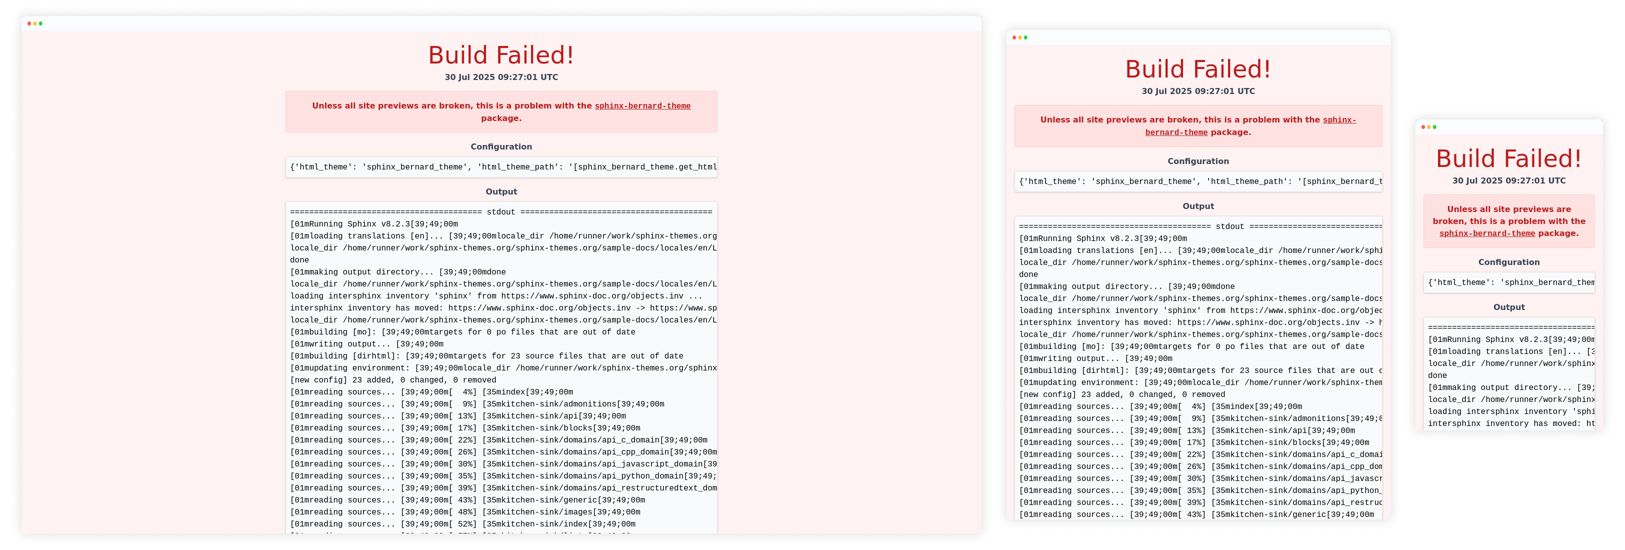 Build Failed!
30 Jul 2025 09:27:01 UTC
Unless all site previews are broken, this is a problem with the sphinx-bernard-theme
package.
Configuration
{'html_theme': 'sphinx_bernard_theme', 'html_theme_path': '[sphinx_bernard_theme.get_html
Output
======================================== stdout ========================================
[01mRunning Sphinx v8.2.3[39;49;00m
[01mloading translations [en]... [39;49;00mlocale_dir /home/runner/work/sphinx-themes.org
locale_dir /home/runner/work/sphinx-themes.org/sphinx-themes.org/sample-docs/locales/en/L
done
[01mmaking output directory... [39;49;00mdone
locale_dir /home/runner/work/sphinx-themes.org/sphinx-themes.org/sample-docs/locales/en/L
loading intersphinx inventory 'sphinx' from https://www.sphinx-doc.org/objects.inv ...
intersphinx inventory has moved: https://www.sphinx-doc.org/objects.inv -> https://www.sp
locale_dir /home/runner/work/sphinx-themes.org/sphinx-themes.org/sample-docs/locales/en/L
[01mbuilding [mo]: [39;49;00mtargets for 0 po files that are out of date
[01mwriting output... [39;49;00m
[01mbuilding [dirhtml]: [39;49;00mtargets for 23 source files that are out of date
[01mupdating environment: [39;49;00mlocale_dir /home/runner/work/sphinx-themes.org/sphinx
[new config] 23 added, 0 changed, 0 removed
[01mreading sources... [39;49;00m[  4%] [35mindex[39;49;00m
[01mreading sources... [39;49;00m[  9%] [35mkitchen-sink/admonitions[39;49;00m
[01mreading sources... [39;49;00m[ 13%] [35mkitchen-sink/api[39;49;00m
[01mreading sources... [39;49;00m[ 17%] [35mkitchen-sink/blocks[39;49;00m
[01mreading sources... [39;49;00m[ 22%] [35mkitchen-sink/domains/api_c_domain[39;49;00m
[01mreading sources... [39;49;00m[ 26%] [35mkitchen-sink/domains/api_cpp_domain[39;49;00m
[01mreading sources... [39;49;00m[ 30%] [35mkitchen-sink/domains/api_javascript_domain[39
[01mreading sources... [39;49;00m[ 35%] [35mkitchen-sink/domains/api_python_domain[39;49;
[01mreading sources... [39;49;00m[ 39%] [35mkitchen-sink/domains/api_restructuredtext_dom
[01mreading sources... [39;49;00m[ 43%] [35mkitchen-sink/generic[39;49;00m
[01mreading sources... [39;49;00m[ 48%] [35mkitchen-sink/images[39;49;00m
[01mreading sources... [39;49;00m[ 52%] [35mkitchen-sink/index[39;49;00m
Build Failed!
30 Jul 2025 09:27:01 UTC
Unless all site previews are broken, this is a problem with the sphinx-
bernard-theme package.
Configuration
{'html_theme': 'sphinx_bernard_theme', 'html_theme_path': '[sphinx_bernard_t
Output
======================================== stdout ============================
[01mRunning Sphinx v8.2.3[39;49;00m
[01mloading translations [en]... [39;49;00mlocale_dir /home/runner/work/sphi
locale_dir /home/runner/work/sphinx-themes.org/sphinx-themes.org/sample-docs
done
[01mmaking output directory... [39;49;00mdone
locale_dir /home/runner/work/sphinx-themes.org/sphinx-themes.org/sample-docs
loading intersphinx inventory 'sphinx' from https://www.sphinx-doc.org/objec
intersphinx inventory has moved: https://www.sphinx-doc.org/objects.inv -> h
locale_dir /home/runner/work/sphinx-themes.org/sphinx-themes.org/sample-docs
[01mbuilding [mo]: [39;49;00mtargets for 0 po files that are out of date
[01mwriting output... [39;49;00m
[01mbuilding [dirhtml]: [39;49;00mtargets for 23 source files that are out o
[01mupdating environment: [39;49;00mlocale_dir /home/runner/work/sphinx-them
[new config] 23 added, 0 changed, 0 removed
[01mreading sources... [39;49;00m[  4%] [35mindex[39;49;00m
[01mreading sources... [39;49;00m[  9%] [35mkitchen-sink/admonitions[39;49;0
[01mreading sources... [39;49;00m[ 13%] [35mkitchen-sink/api[39;49;00m
[01mreading sources... [39;49;00m[ 17%] [35mkitchen-sink/blocks[39;49;00m
[01mreading sources... [39;49;00m[ 22%] [35mkitchen-sink/domains/api_c_domai
[01mreading sources... [39;49;00m[ 26%] [35mkitchen-sink/domains/api_cpp_dom
[01mreading sources... [39;49;00m[ 30%] [35mkitchen-sink/domains/api_javascr
[01mreading sources... [39;49;00m[ 35%] [35mkitchen-sink/domains/api_python_
[01mreading sources... [39;49;00m[ 39%] [35mkitchen-sink/domains/api_restruc
[01mreading sources... [39;49;00m[ 43%] [35mkitchen-sink/generic[39;49;00m
Build Failed!
30 Jul 2025 09:27:01 UTC
Unless all site previews are
broken, this is a problem with the
sphinx-bernard-theme package.
Configuration
{'html_theme': 'sphinx_bernard_them
Output
===================================
[01mRunning Sphinx v8.2.3[39;49;00m
[01mloading translations [en]... [3
locale_dir /home/runner/work/sphinx
done
[01mmaking output directory... [39;
locale_dir /home/runner/work/sphinx
loading intersphinx inventory 'sphi
intersphinx inventory has moved: ht